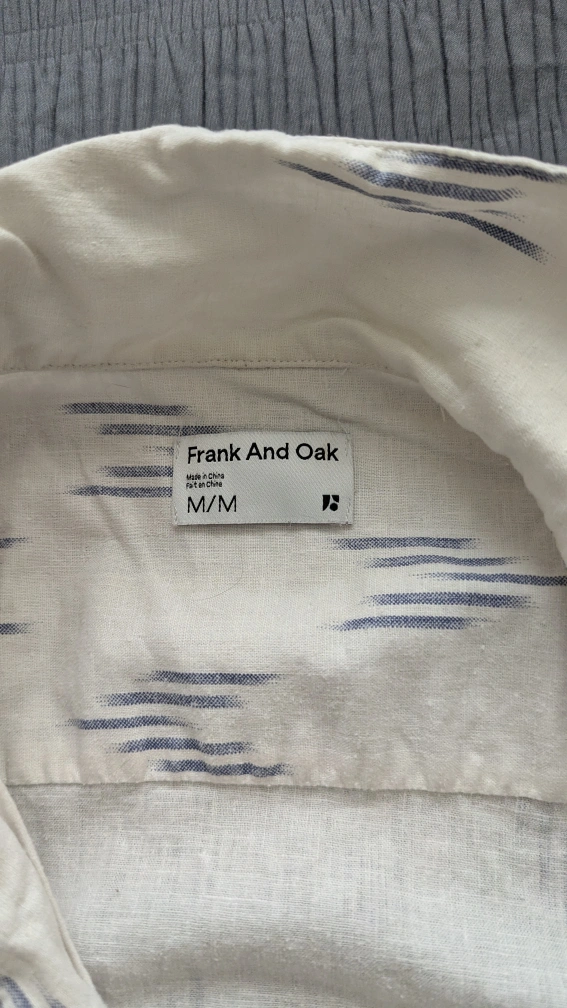 Frank And Oak
Made in China
Fait en Chine
M/M